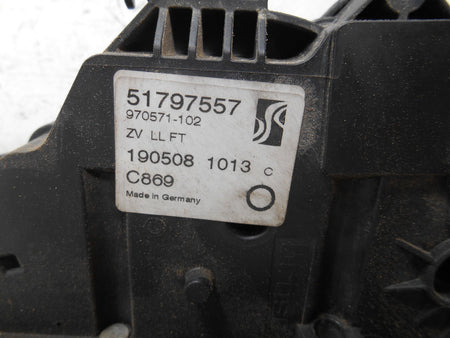 51797557
970571-102
ZV LL FT
190508 1013 C
C869
Made in Germany